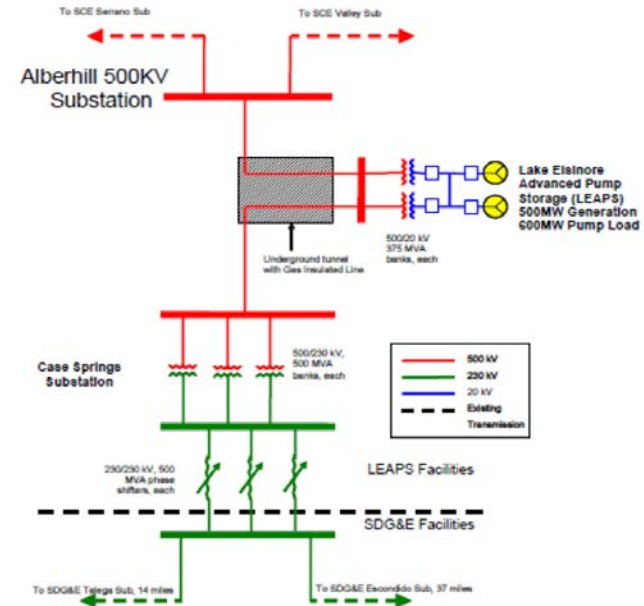 To SCE Serrano Sub
To SCE Valley Sub
Alberhill 500KV
Substation
Lake Elsinore
Advanced Pump
Storage (LEAPS)
500MW Generation
600MW Pump Load
500/20 kV
375 MVA
banks, each
Underground tunnel
with Gas Insulated Line
Case Springs
Substation
500/230 kV,
500 MVA
banks, each
500 kV
230 kV
20 kV
Existing
Transmission
230/230 kV, 500
MVA phase
shifters, each
LEAPS Facilities
SDG&E Facilities
To SDG&E Talega Sub, 14 miles
To SDG&E Escondido Sub, 37 miles